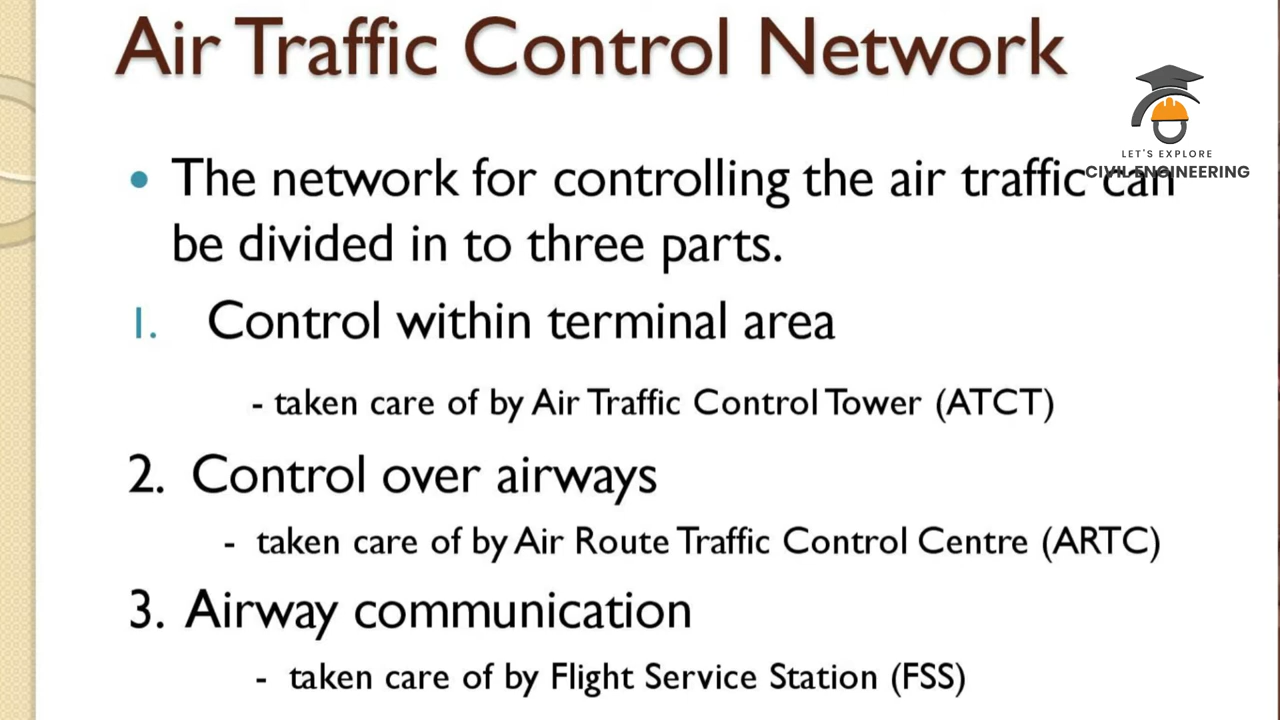 Air Traffic Control Network
LET'S EXPLORE
CIVIL ENGINEERING
• The network for controlling the air traffic can
be divided in to three parts.
1. Control within terminal area
- taken care of by Air Traffic Control Tower (ATCT)
2. Control over airways
- taken care of by Air Route Traffic Control Centre (ARTC)
3. Airway communication
- taken care of by Flight Service Station (FSS)